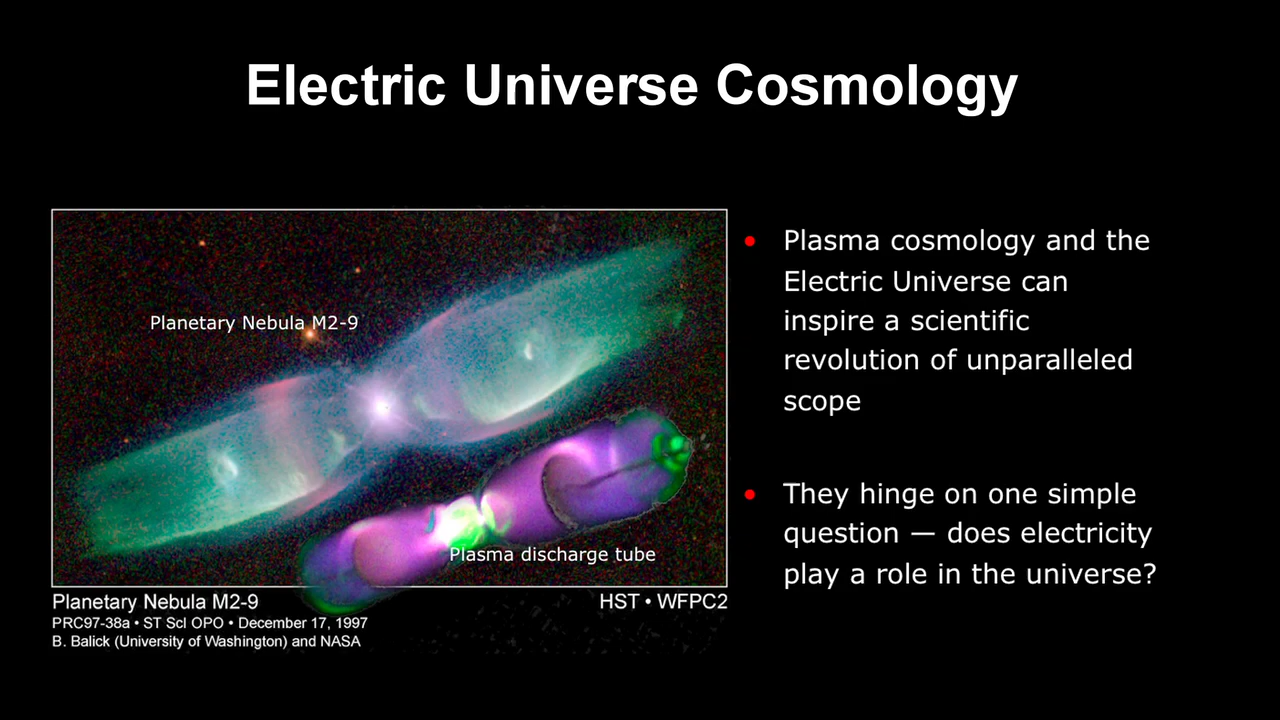 Electric Universe Cosmology
Planetary Nebula M2-9
Plasma discharge tube
Planetary Nebula M2-9
HST • WFPC2
PRC97-38a • ST ScI OPO • December 17, 1997
B. Balick (University of Washington) and NASA
• Plasma cosmology and the
Electric Universe can
inspire a scientific
revolution of unparalleled
scope
• They hinge on one simple
question — does electricity
play a role in the universe?